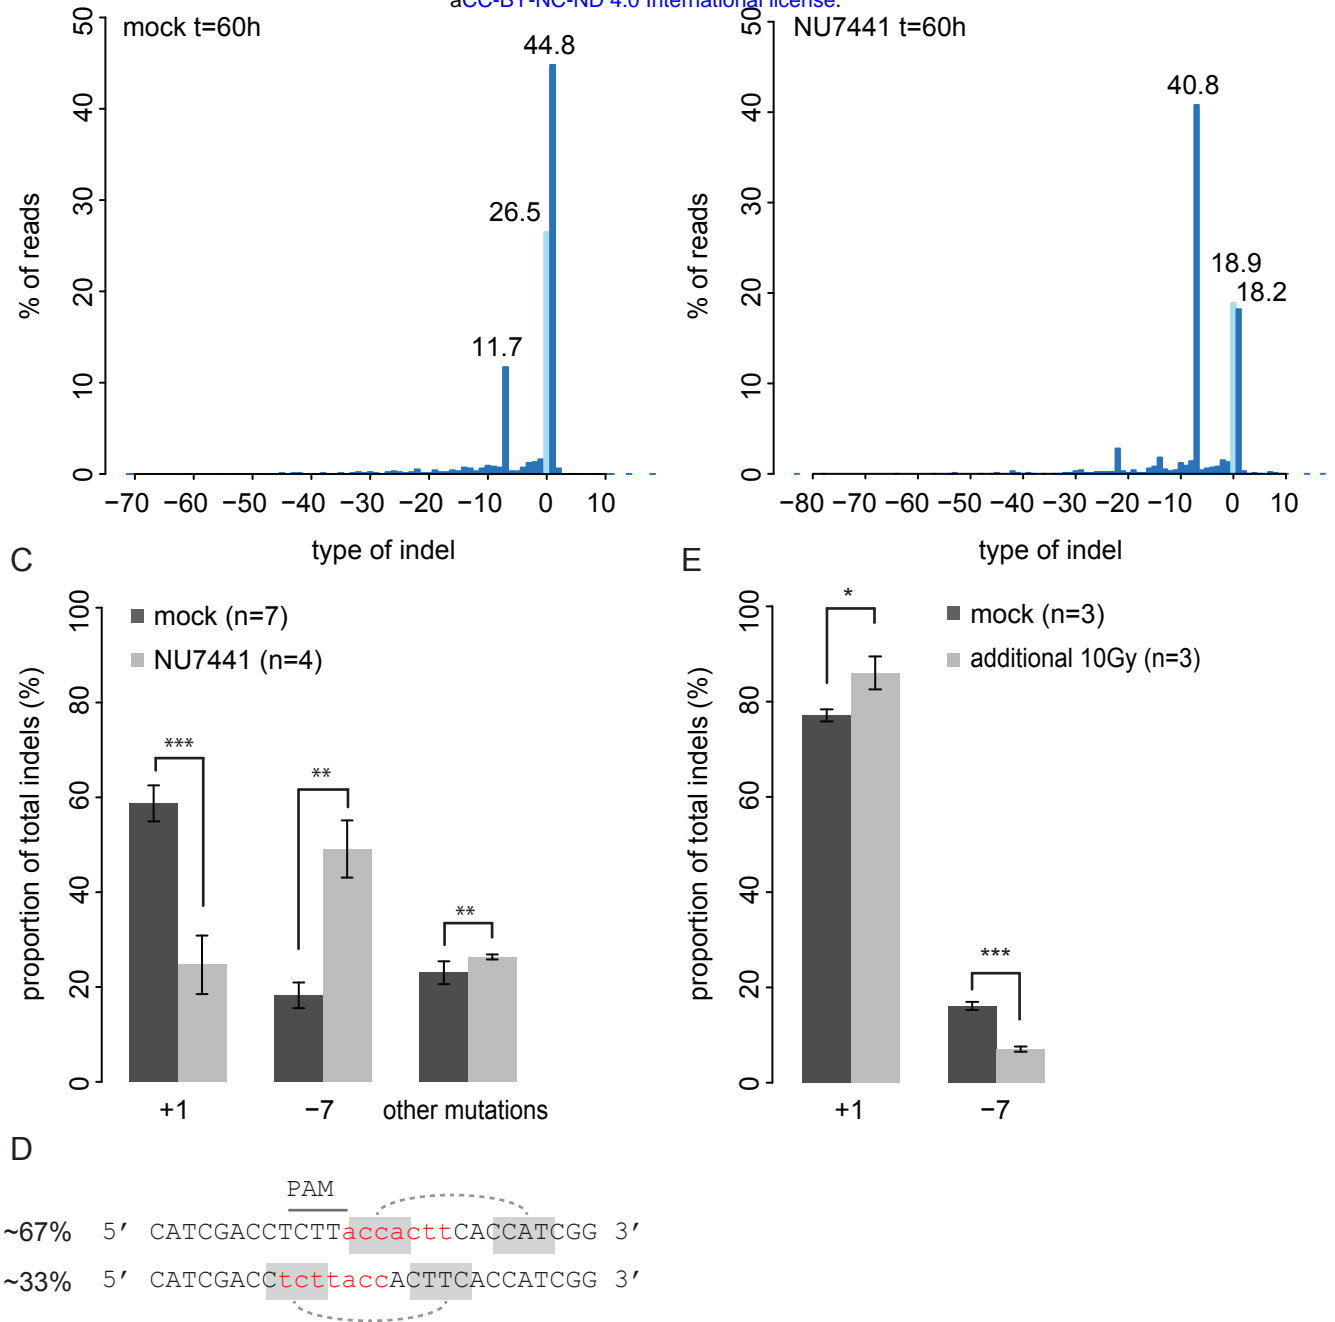 aCC-BY-NC-ND 4.0 International license.
mock t=60h
% of reads
0 10 20 30 40 50
11.7
26.5
44.8
−70 −60 −50 −40 −30 −20 −10 0 10
type of indel
NU7441 t=60h
% of reads
0 10 20 30 40 50
40.8
18.9
18.2
−80 −70 −60 −50 −40 −30 −20 −10 0 10
type of indel
C
mock (n=7)
NU7441 (n=4)
proportion of total indels (%)
0 20 40 60 80 100
***
**
**
+1 −7 other mutations
E
mock (n=3)
additional 10Gy (n=3)
proportion of total indels (%)
0 20 40 60 80 100
*
***
+1 −7
D
PAM
~67% 5′ CATCGACCTCTTaccacttCACCATCGG 3′
~33% 5′ CATCGACCtcttaccACTTCACCATCGG 3′